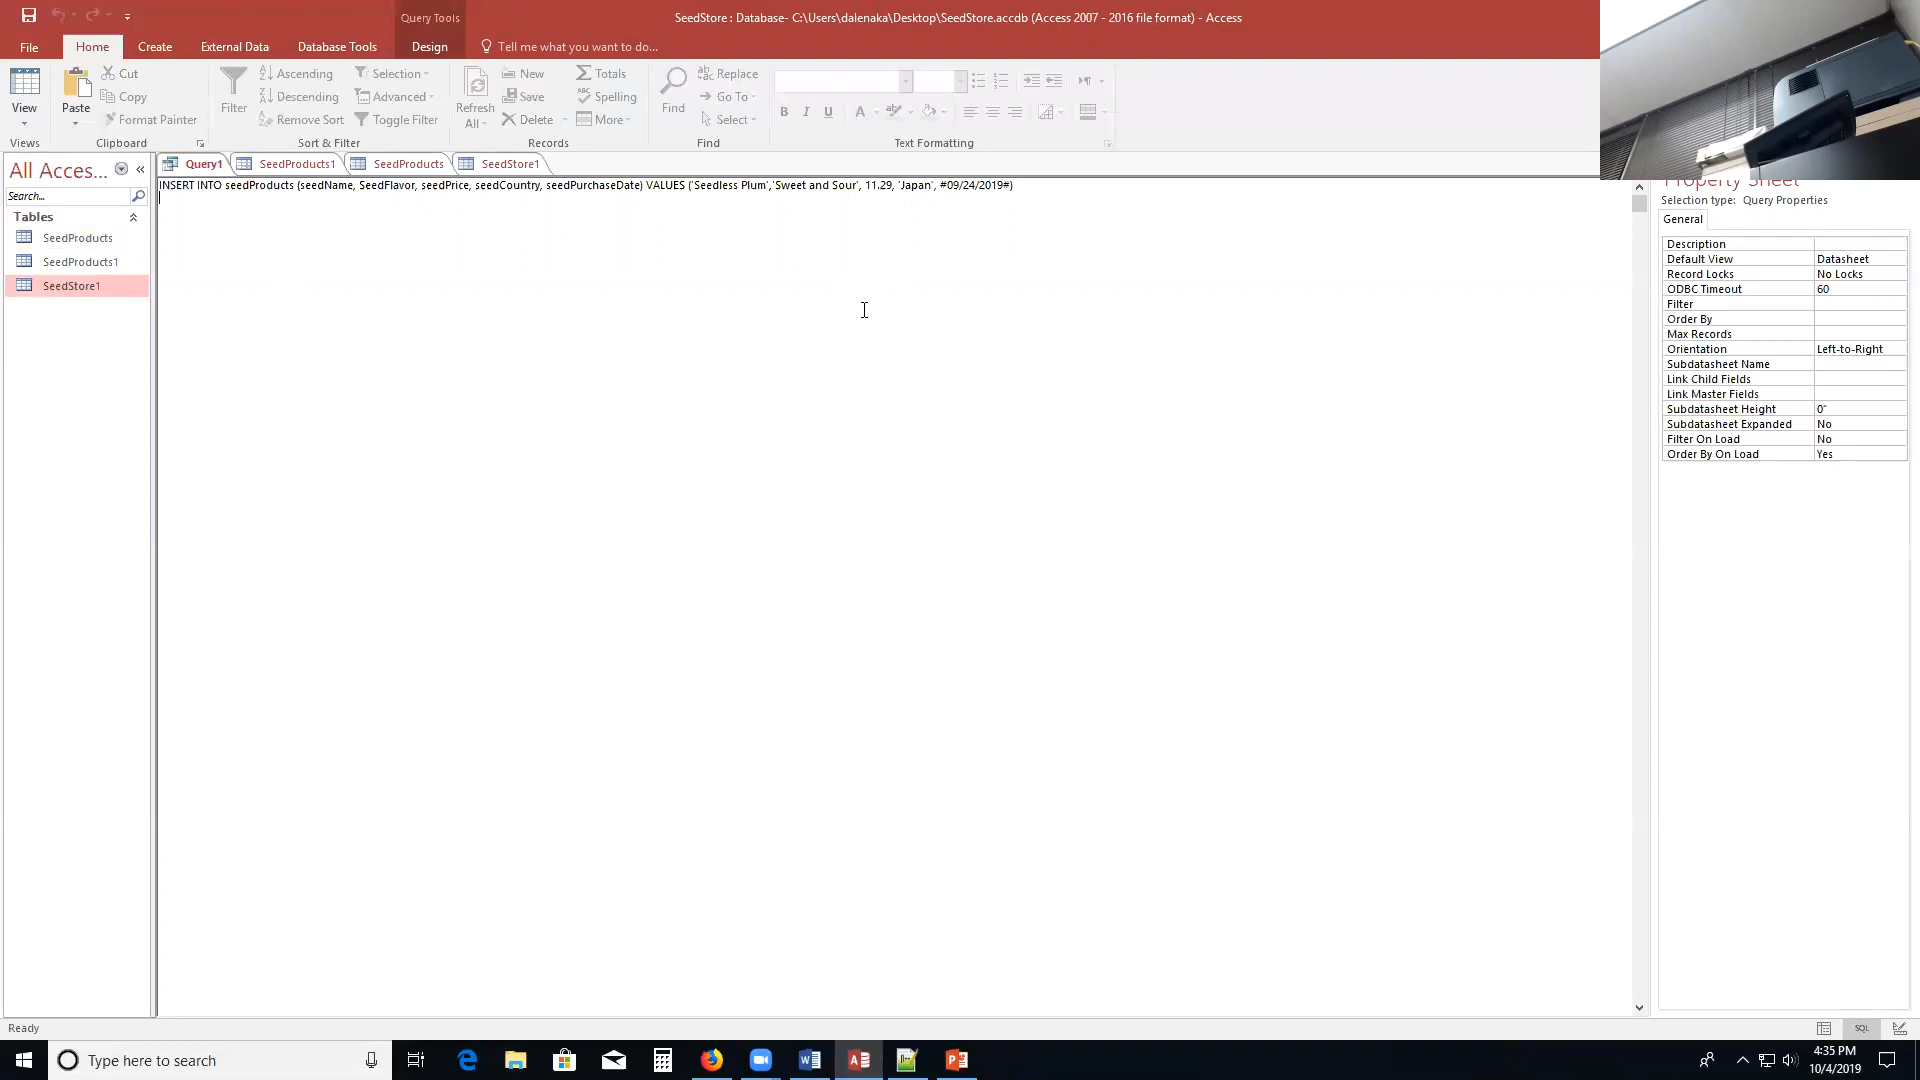 Query Tools
SeedStore : Database- C:\Users\dalenaka\Desktop\SeedStore.accdb (Access 2007 - 2016 file format) - Access
File Home Create External Data Database Tools Design Tell me what you want to do...
View
Views
Paste
Cut
Copy
Format Painter
Clipboard
Filter
Ascending
Descending
Remove Sort
Selection
Advanced
Toggle Filter
Sort & Filter
Refresh
All
New
Save
Delete
Totals
Spelling
More
Records
Find
Replace
Go To
Select
Find
B I U A
Text Formatting
All Acces...
Search...
Tables
SeedProducts
SeedProducts1
SeedStore1
Query1 SeedProducts1 SeedProducts SeedStore1
INSERT INTO seedProducts (seedName, SeedFlavor, seedPrice, seedCountry, seedPurchaseDate) VALUES ('Seedless Plum','Sweet and Sour', 11.29, 'Japan', #09/24/2019#)
Property Sheet
Selection type: Query Properties
General
Description
Default View Datasheet
Record Locks No Locks
ODBC Timeout 60
Filter
Order By
Max Records
Orientation Left-to-Right
Subdatasheet Name
Link Child Fields
Link Master Fields
Subdatasheet Height 0"
Subdatasheet Expanded No
Filter On Load No
Order By On Load Yes
Ready
SQL
Type here to search
4:35 PM
10/4/2019